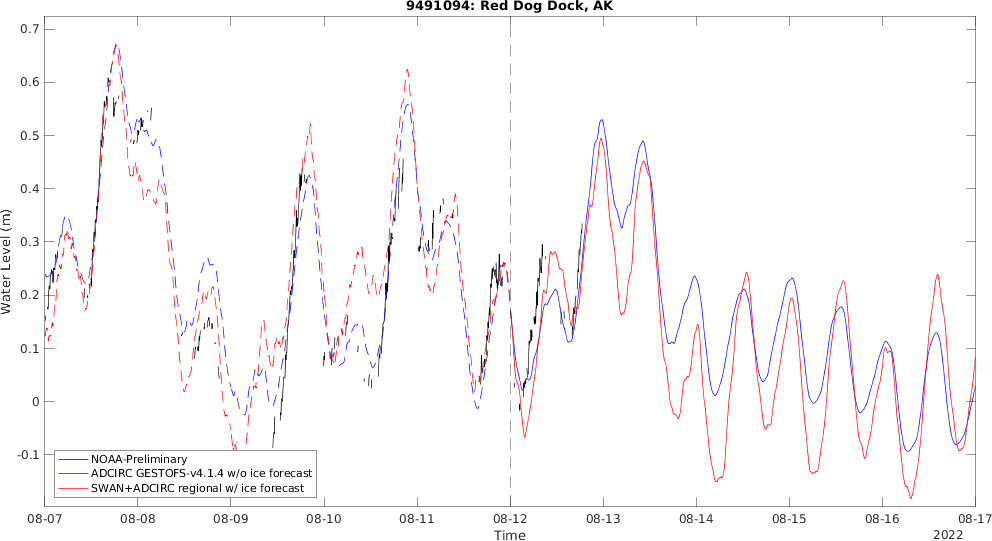 9491094: Red Dog Dock, AK
0.7
0.6
0.5
0.4
0.3
0.2
0.1
0
-0.1
Water Level (m)
NOAA-Preliminary
ADCIRC GESTOFS-v4.1.4 w/o ice forecast
SWAN+ADCIRC regional w/ ice forecast
08-07 08-08 08-09 08-10 08-11 08-12 08-13 08-14 08-15 08-16 08-17
Time
2022